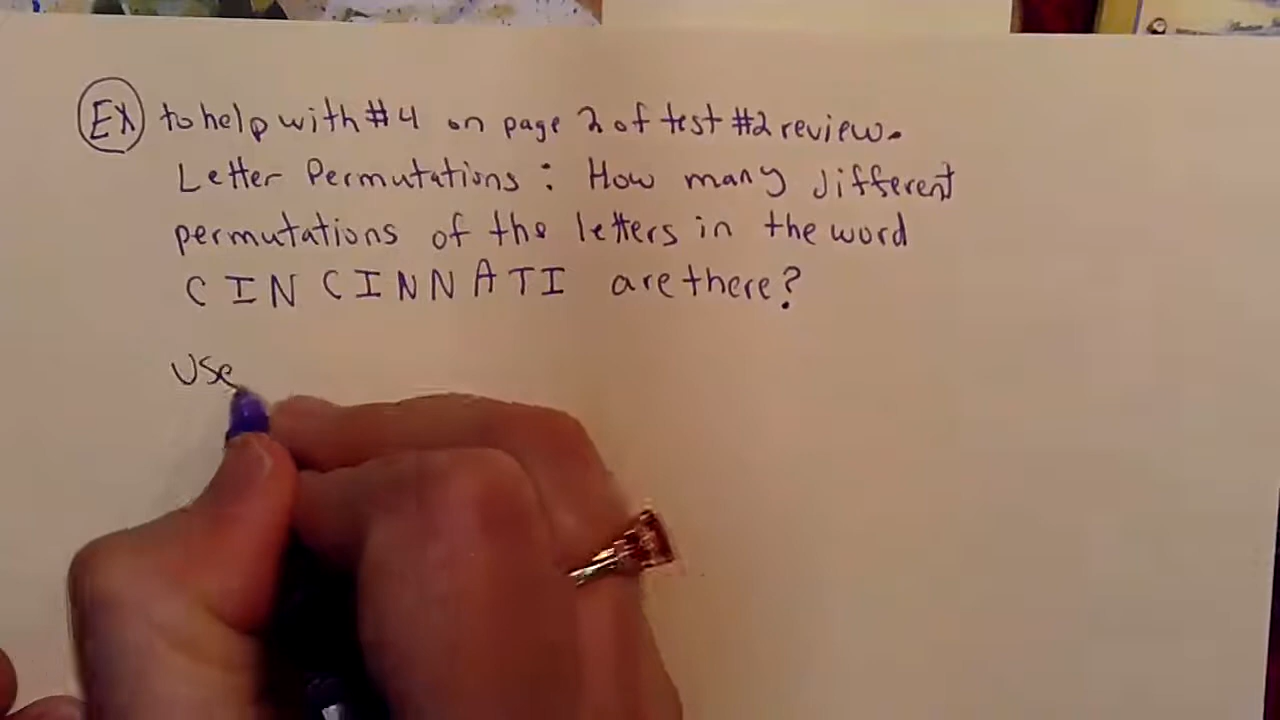 EX to help with #4 on page 2 of test #2 review.
Letter Permutations: How many different
permutations of the letters in the word
CINCINNATI are there?
Use